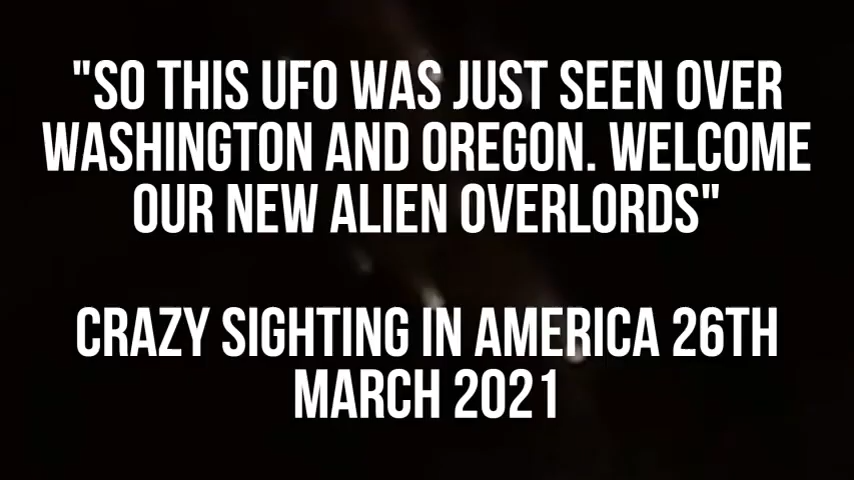 "SO THIS UFO WAS JUST SEEN OVER
WASHINGTON AND OREGON. WELCOME
OUR NEW ALIEN OVERLORDS"
CRAZY SIGHTING IN AMERICA 26TH
MARCH 2021